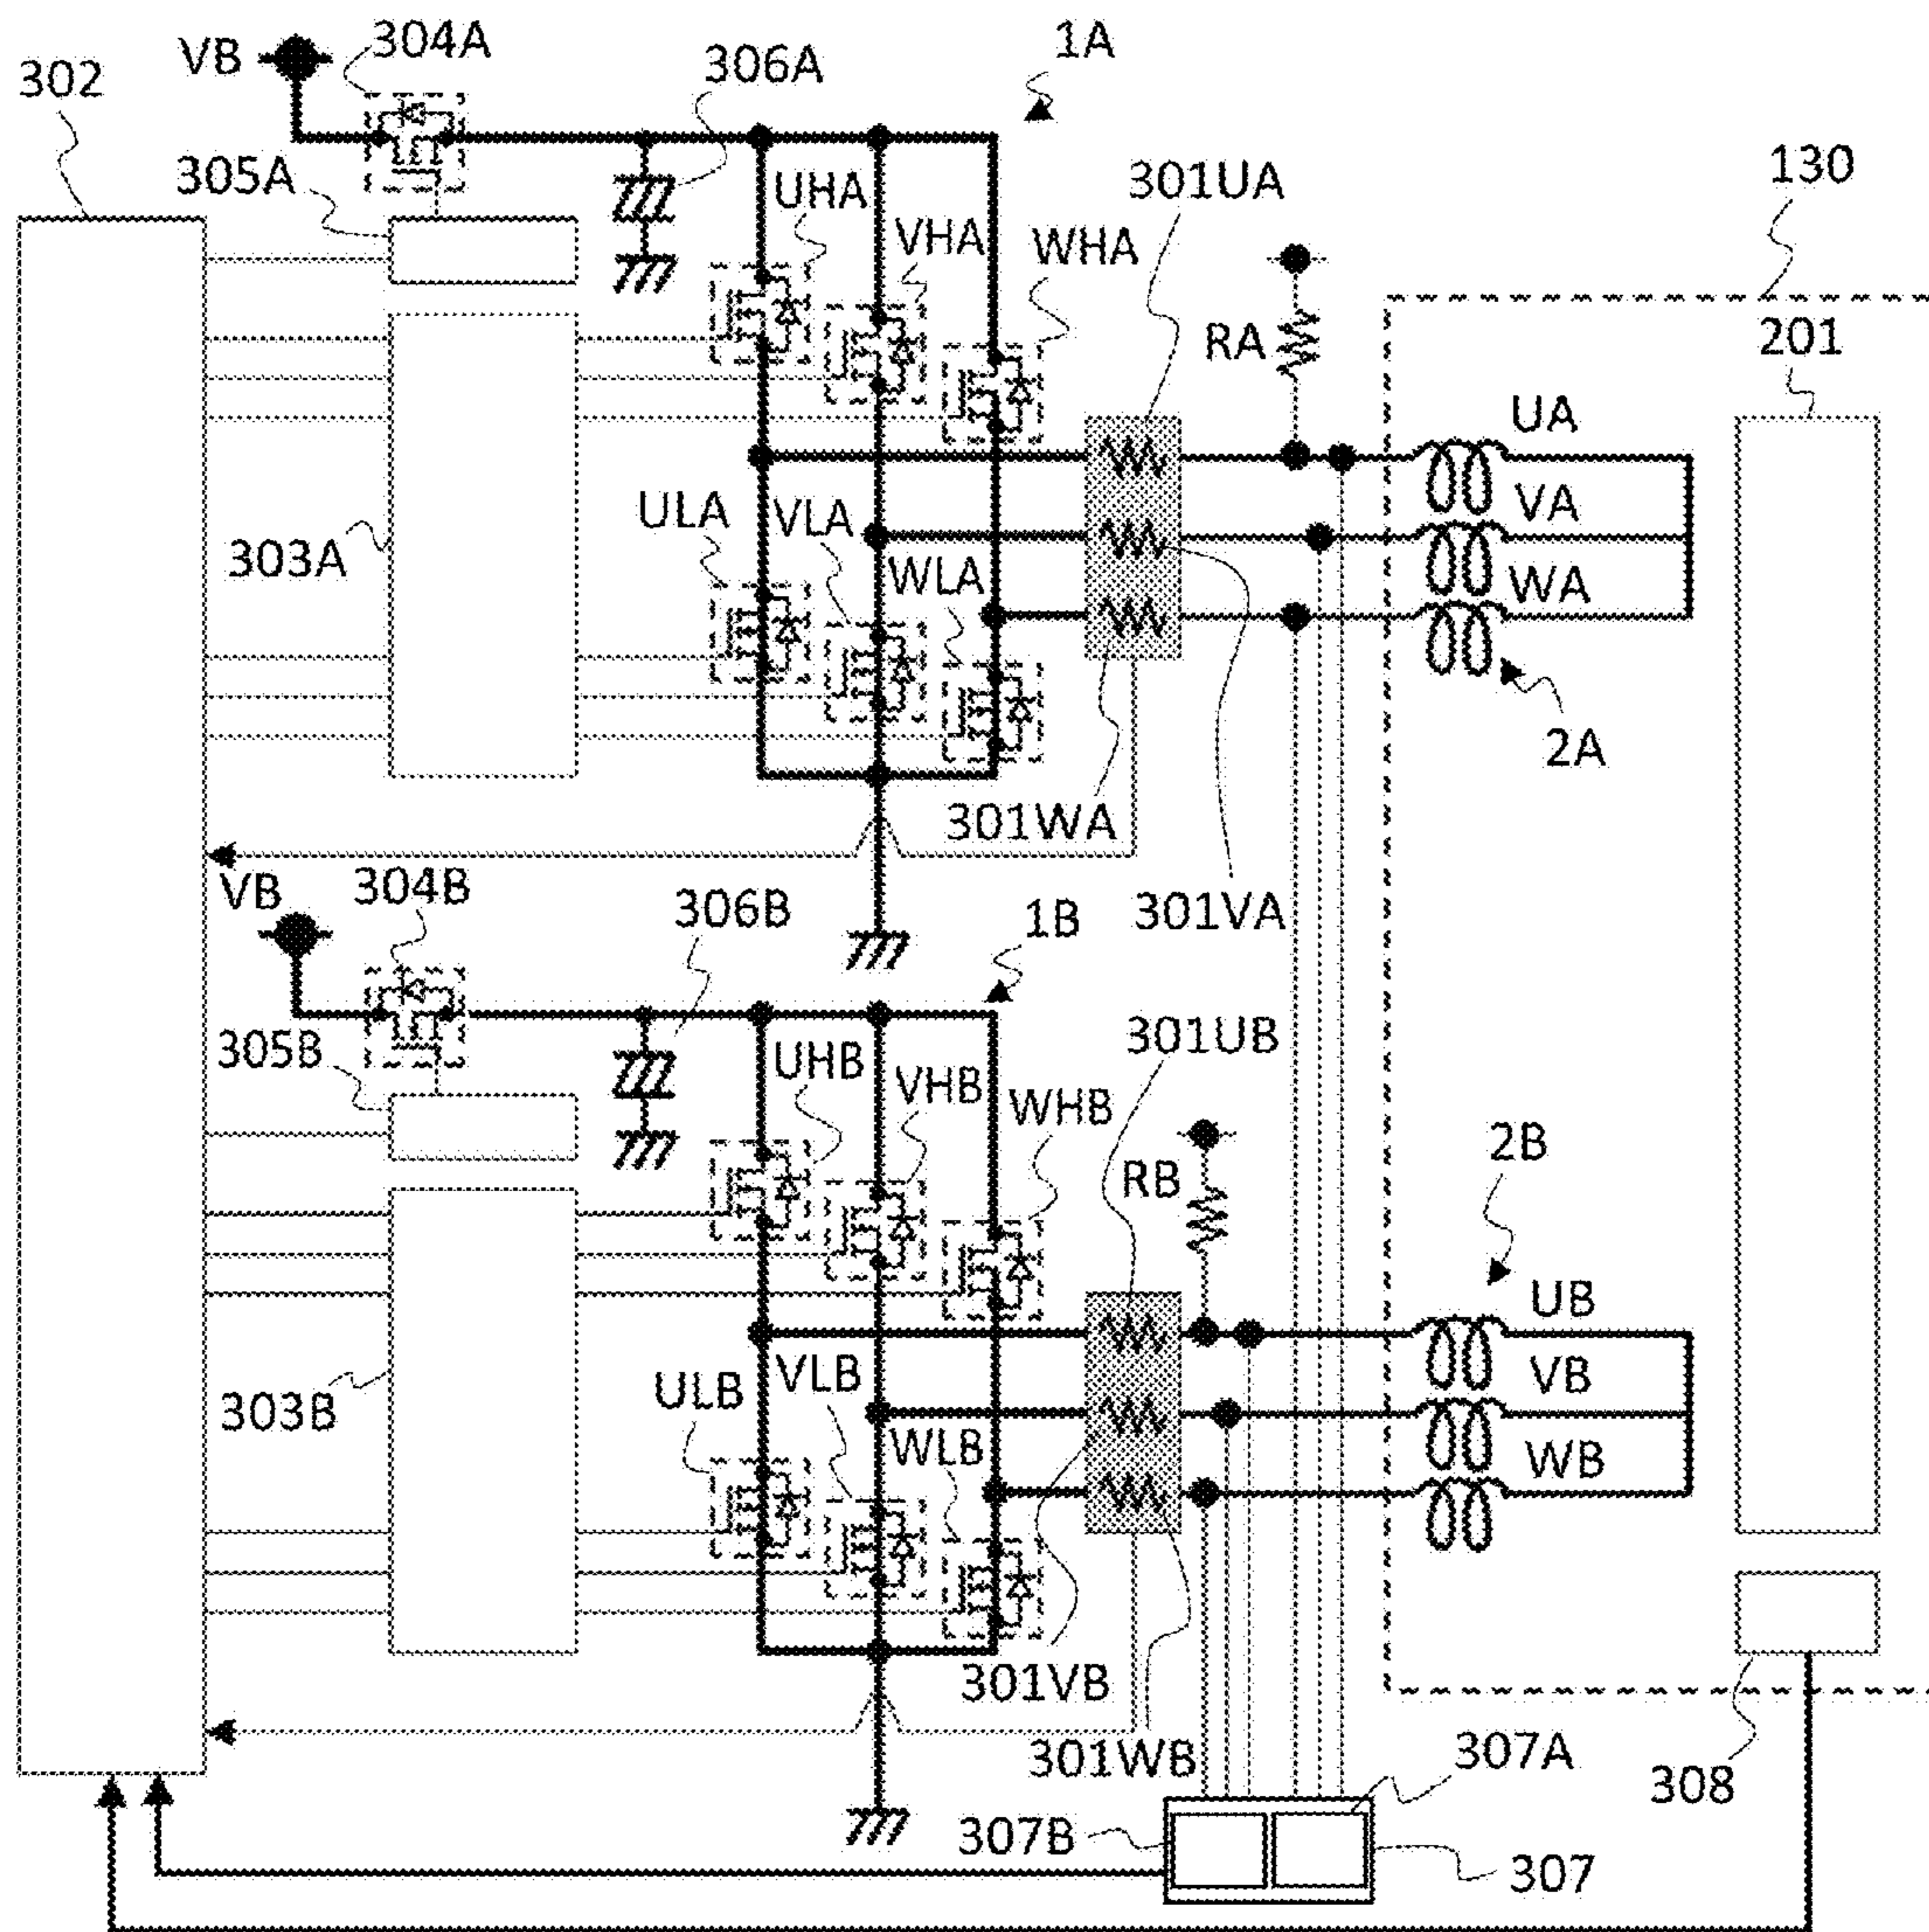 304A
1A
VB
306A
302
130
305A
UHA
301UA
VHA
WHA
RA
201
UA
ULA
VLA
VA
303A
WLA
WA
2A
301WA
VB
304B
306B
301VA
1B
305B
UHB
301UB
VHB
WHB
2B
RB
UB
VLB
ULB
VB
303B
WLB
WB
301VB
301WB
307A
308
307B
307